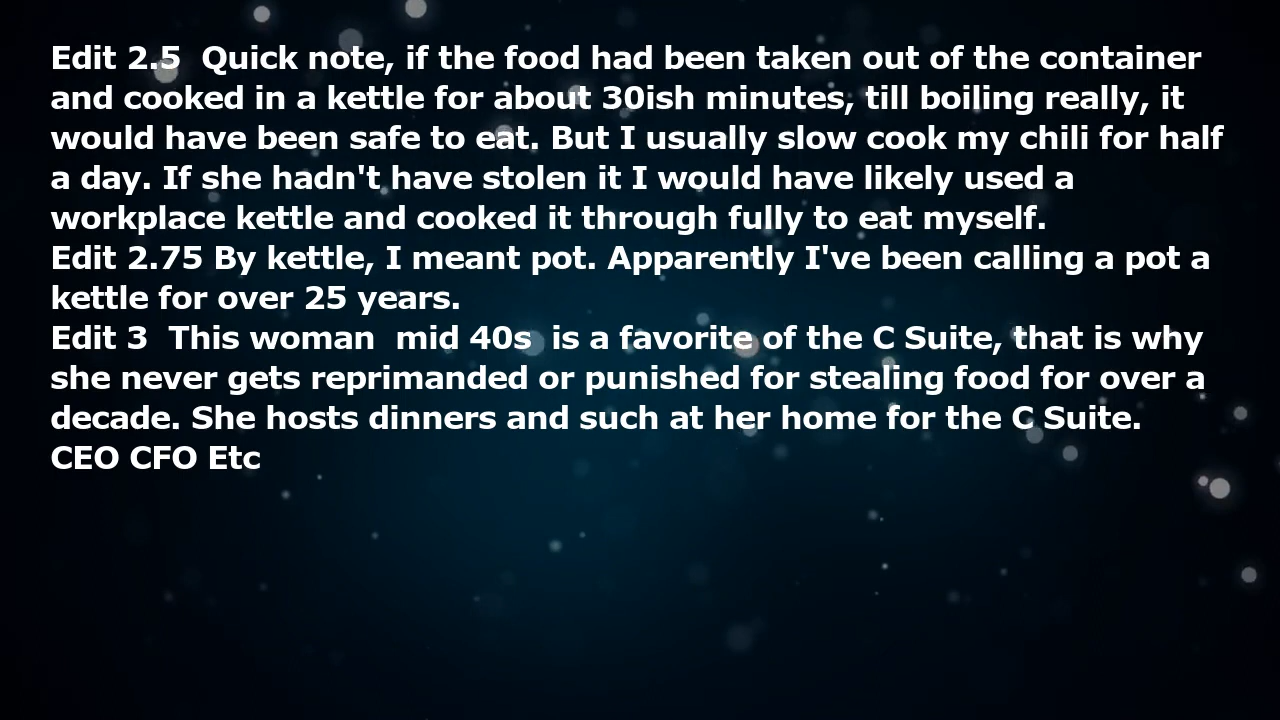 Edit 2.5  Quick note, if the food had been taken out of the container
and cooked in a kettle for about 30ish minutes, till boiling really, it
would have been safe to eat. But I usually slow cook my chili for half
a day. If she hadn't have stolen it I would have likely used a
workplace kettle and cooked it through fully to eat myself.
Edit 2.75 By kettle, I meant pot. Apparently I've been calling a pot a
kettle for over 25 years.
Edit 3  This woman  mid 40s  is a favorite of the C Suite, that is why
she never gets reprimanded or punished for stealing food for over a
decade. She hosts dinners and such at her home for the C Suite.
CEO CFO Etc